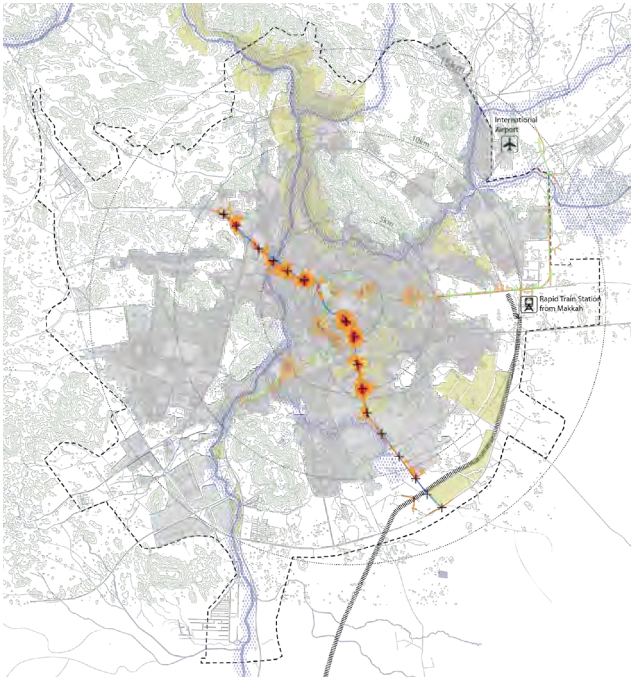 International
Airport
10km
5km
Rapid Train Station
from Makkah